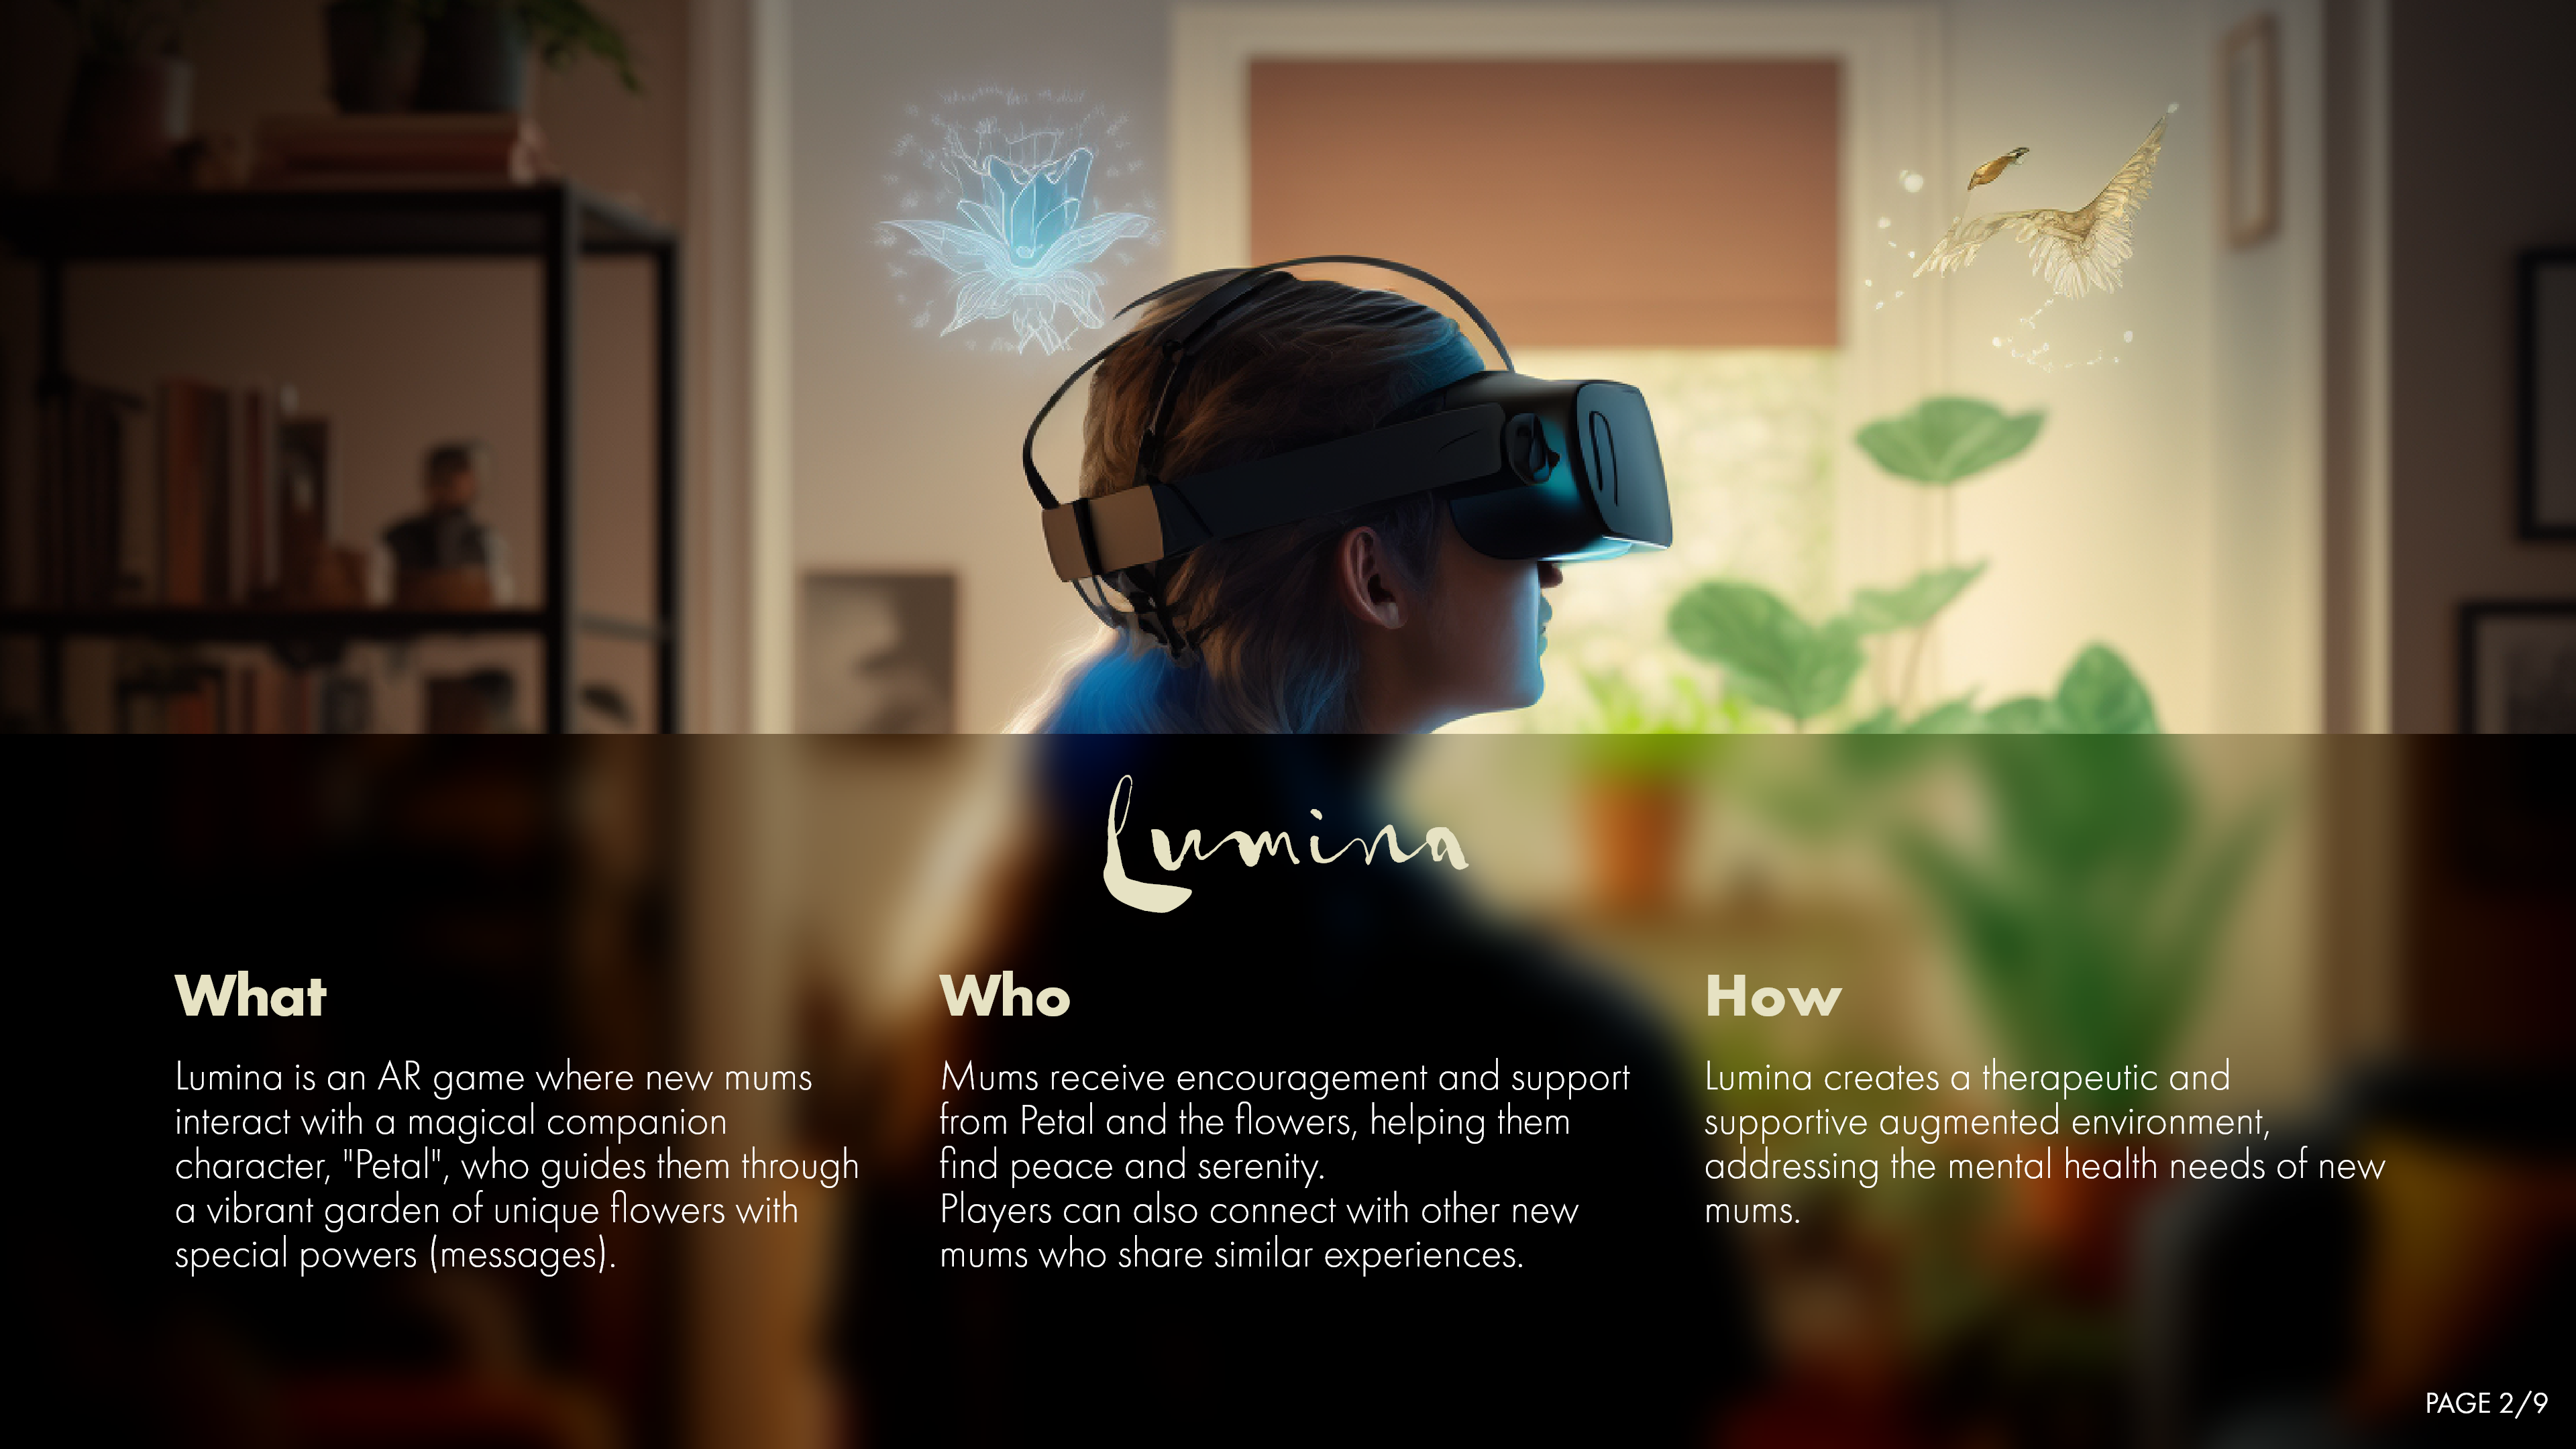 Lumina
What
Lumina is an AR game where new mums
interact with a magical companion
character, "Petal", who guides them through
a vibrant garden of unique flowers with
special powers (messages).
Who
Mums receive encouragement and support
from Petal and the flowers, helping them
find peace and serenity.
Players can also connect with other new
mums who share similar experiences.
How
Lumina creates a therapeutic and
supportive augmented environment,
addressing the mental health needs of new
mums.
PAGE 2/9